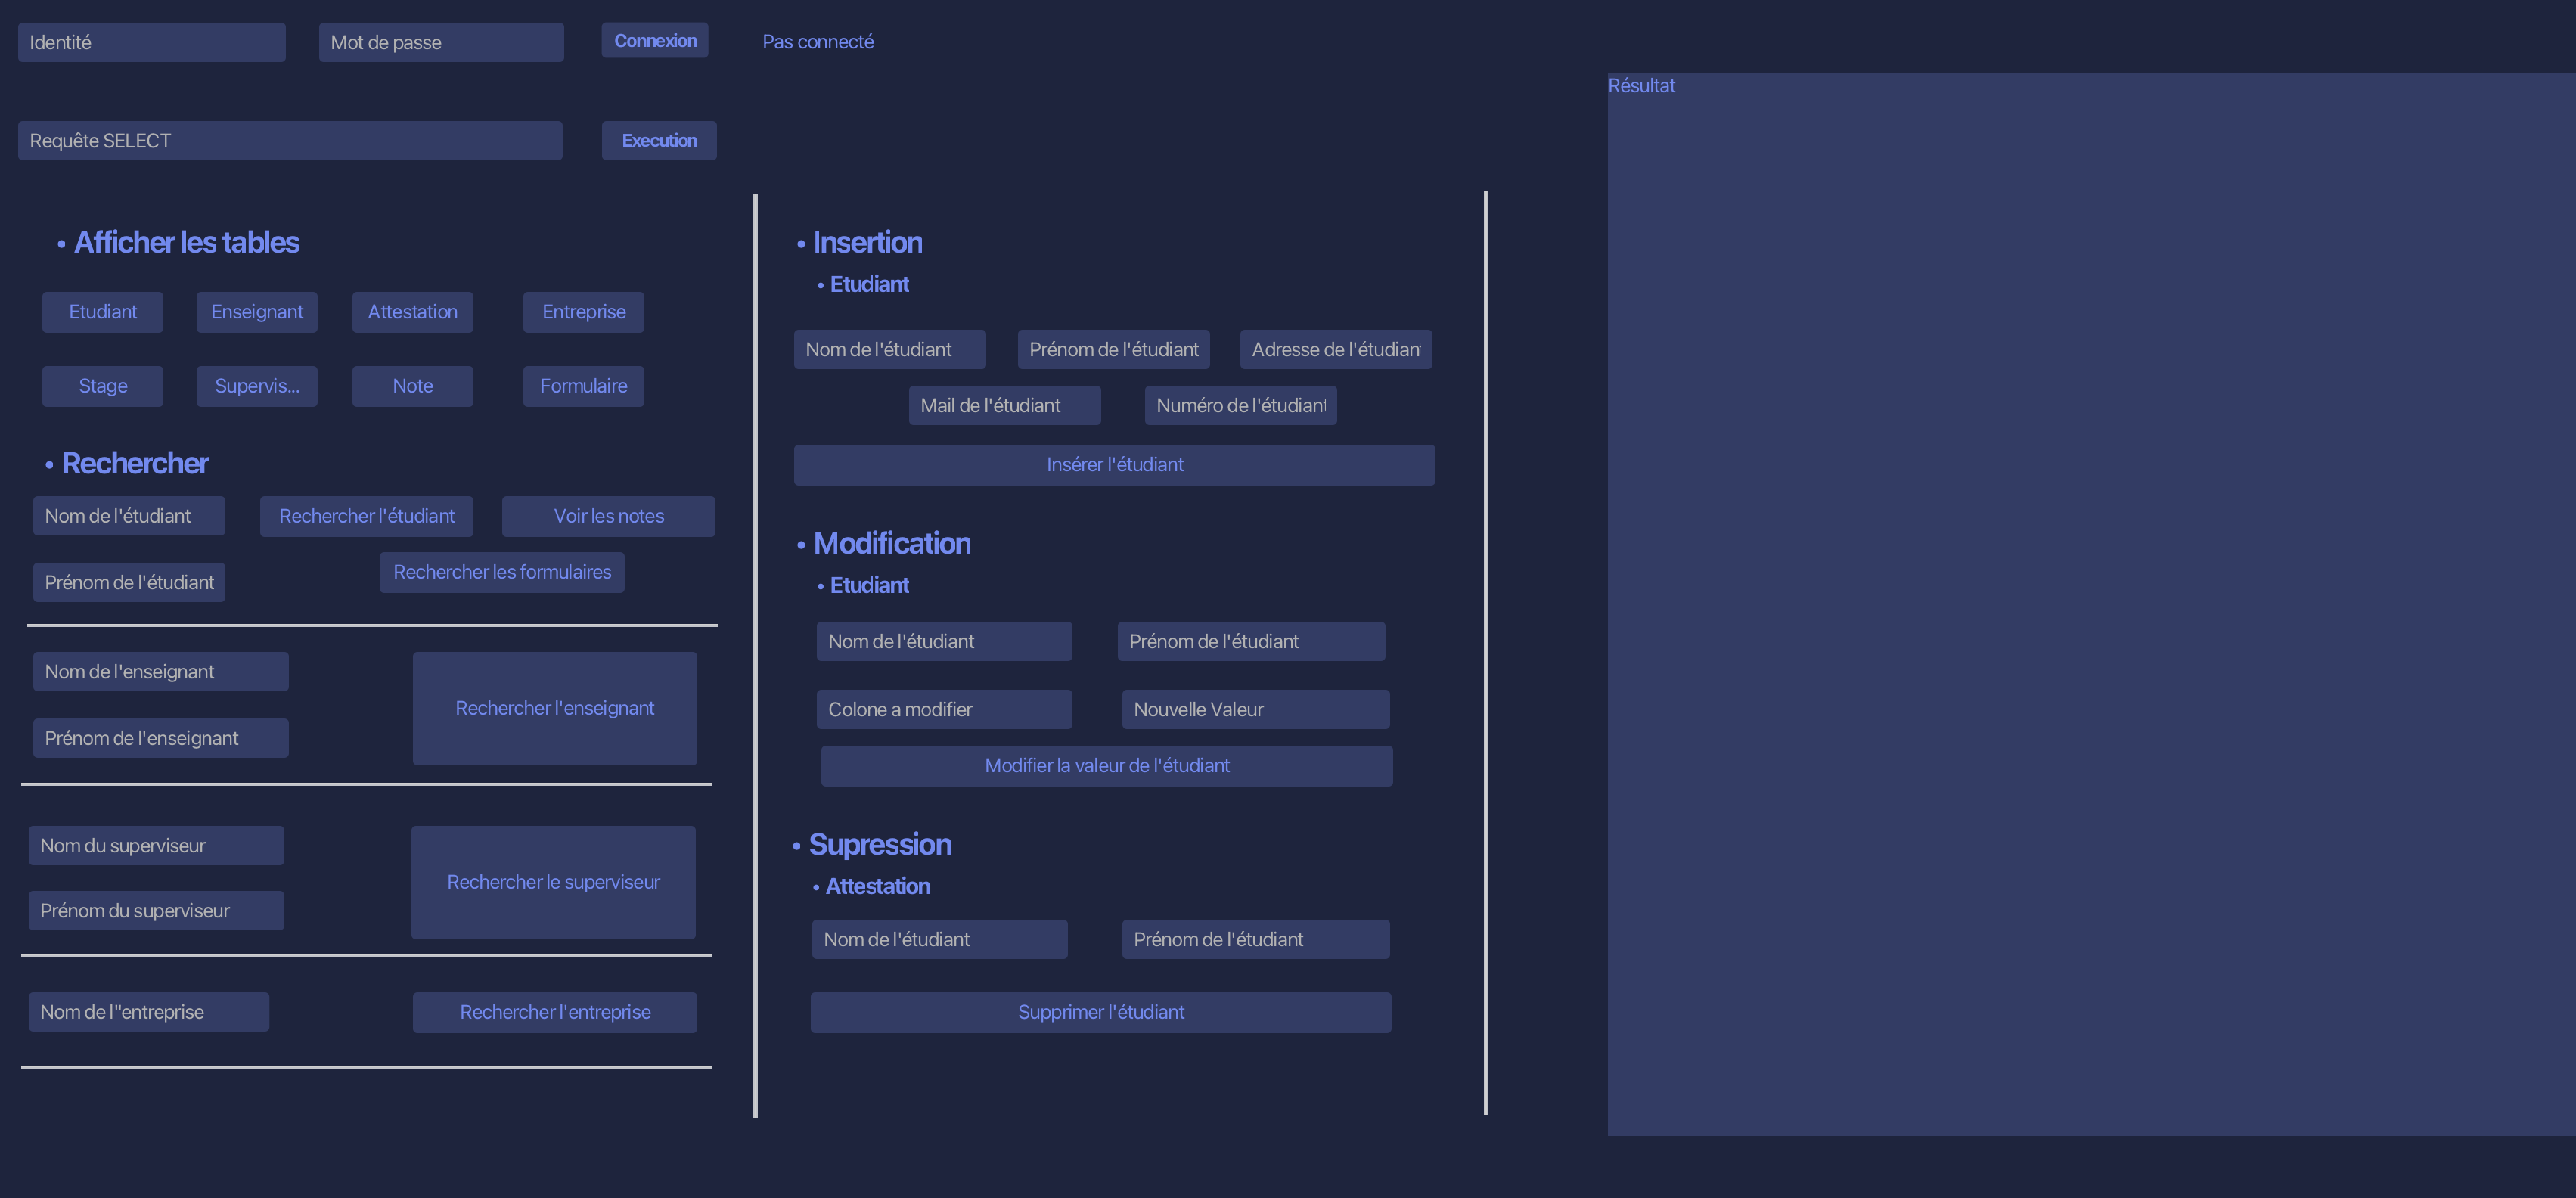 Identité
Mot de passe
Connexion
Pas connecté
Résultat
Requête SELECT
Execution
• Afficher les tables
Etudiant
Enseignant
Attestation
Entreprise
Stage
Supervis...
Note
Formulaire
• Rechercher
Nom de l'étudiant
Rechercher l'étudiant
Voir les notes
Prénom de l'étudiant
Rechercher les formulaires
Nom de l'enseignant
Prénom de l'enseignant
Rechercher l'enseignant
Nom du superviseur
Prénom du superviseur
Rechercher le superviseur
Nom de l''entreprise
Rechercher l'entreprise
• Insertion
• Etudiant
Nom de l'étudiant
Prénom de l'étudiant
Adresse de l'étudian
Mail de l'étudiant
Numéro de l'étudiant
Insérer l'étudiant
• Modification
• Etudiant
Nom de l'étudiant
Prénom de l'étudiant
Colone a modifier
Nouvelle Valeur
Modifier la valeur de l'étudiant
• Supression
• Attestation
Nom de l'étudiant
Prénom de l'étudiant
Supprimer l'étudiant